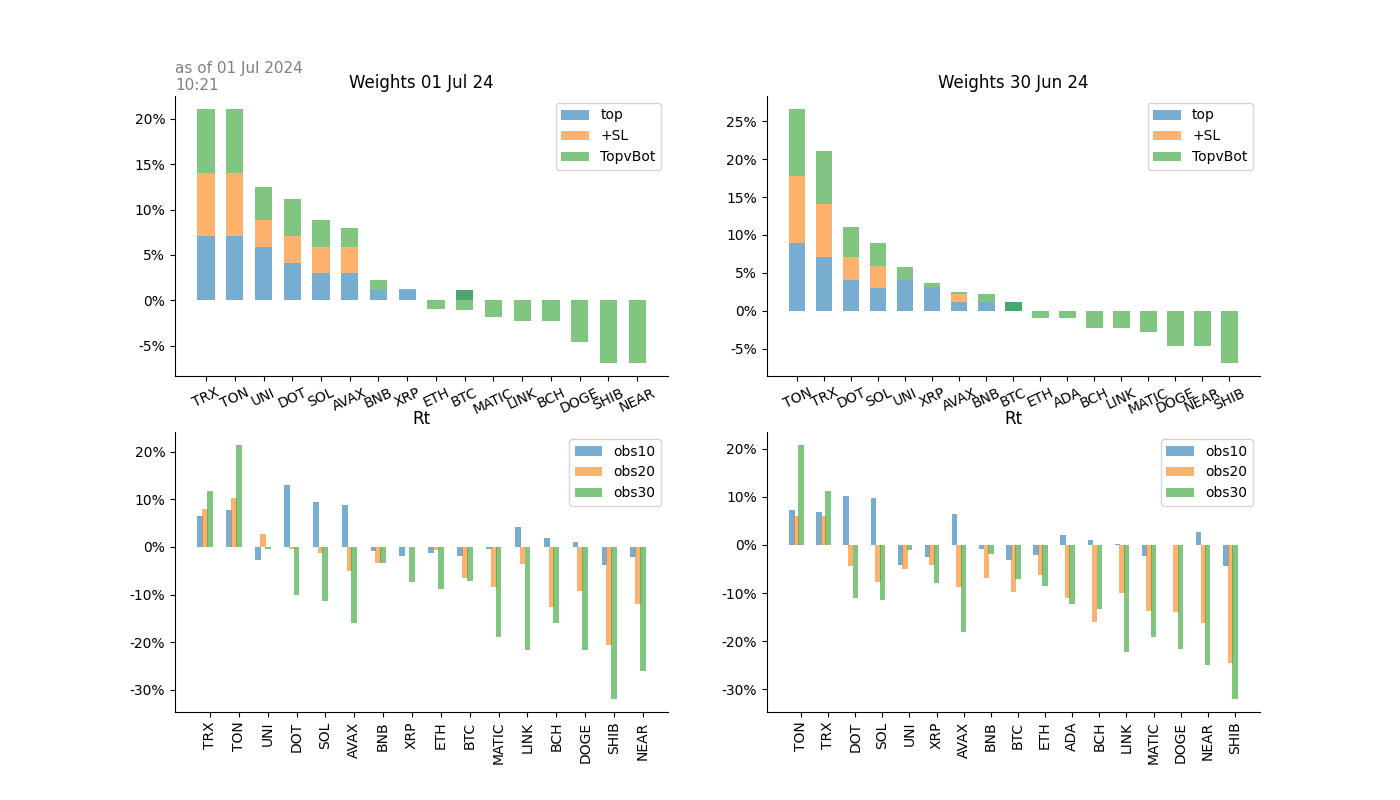 as of 01 Jul 2024
10:21
Weights 01 Jul 24
20%
15%
10%
5%
0%
-5%
top
+SL
TopvBot
TRX TON UNI DOT SOL AVAX BNB XRP ETH BTC MATIC LINK BCH DOGE SHIB NEAR
Weights 30 Jun 24
25%
20%
15%
10%
5%
0%
-5%
top
+SL
TopvBot
TON TRX DOT SOL UNI XRP AVAX BNB BTC ETH ADA BCH LINK MATIC DOGE NEAR SHIB
Rt
20%
10%
0%
-10%
-20%
-30%
obs10
obs20
obs30
TRX TON UNI DOT SOL AVAX BNB XRP ETH BTC MATIC LINK BCH DOGE SHIB NEAR
Rt
20%
10%
0%
-10%
-20%
-30%
obs10
obs20
obs30
TON TRX DOT SOL UNI XRP AVAX BNB BTC ETH ADA BCH LINK MATIC DOGE NEAR SHIB